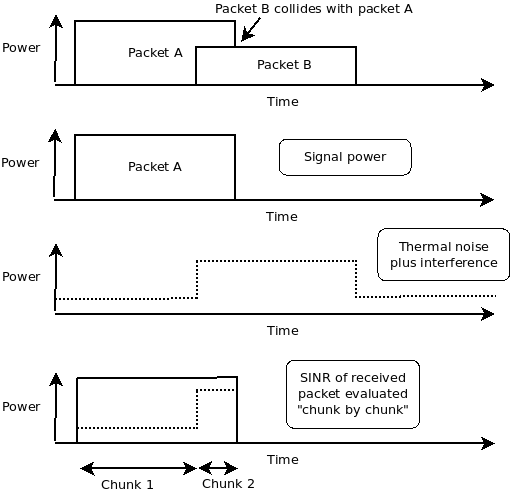 Packet B collides with packet A
Power
Packet A
Packet B
Time
Power
Packet A
Signal power
Time
Power
Thermal noise
plus interference
Time
Power
SINR of received
packet evaluated
"chunk by chunk"
Time
Chunk 1
Chunk 2